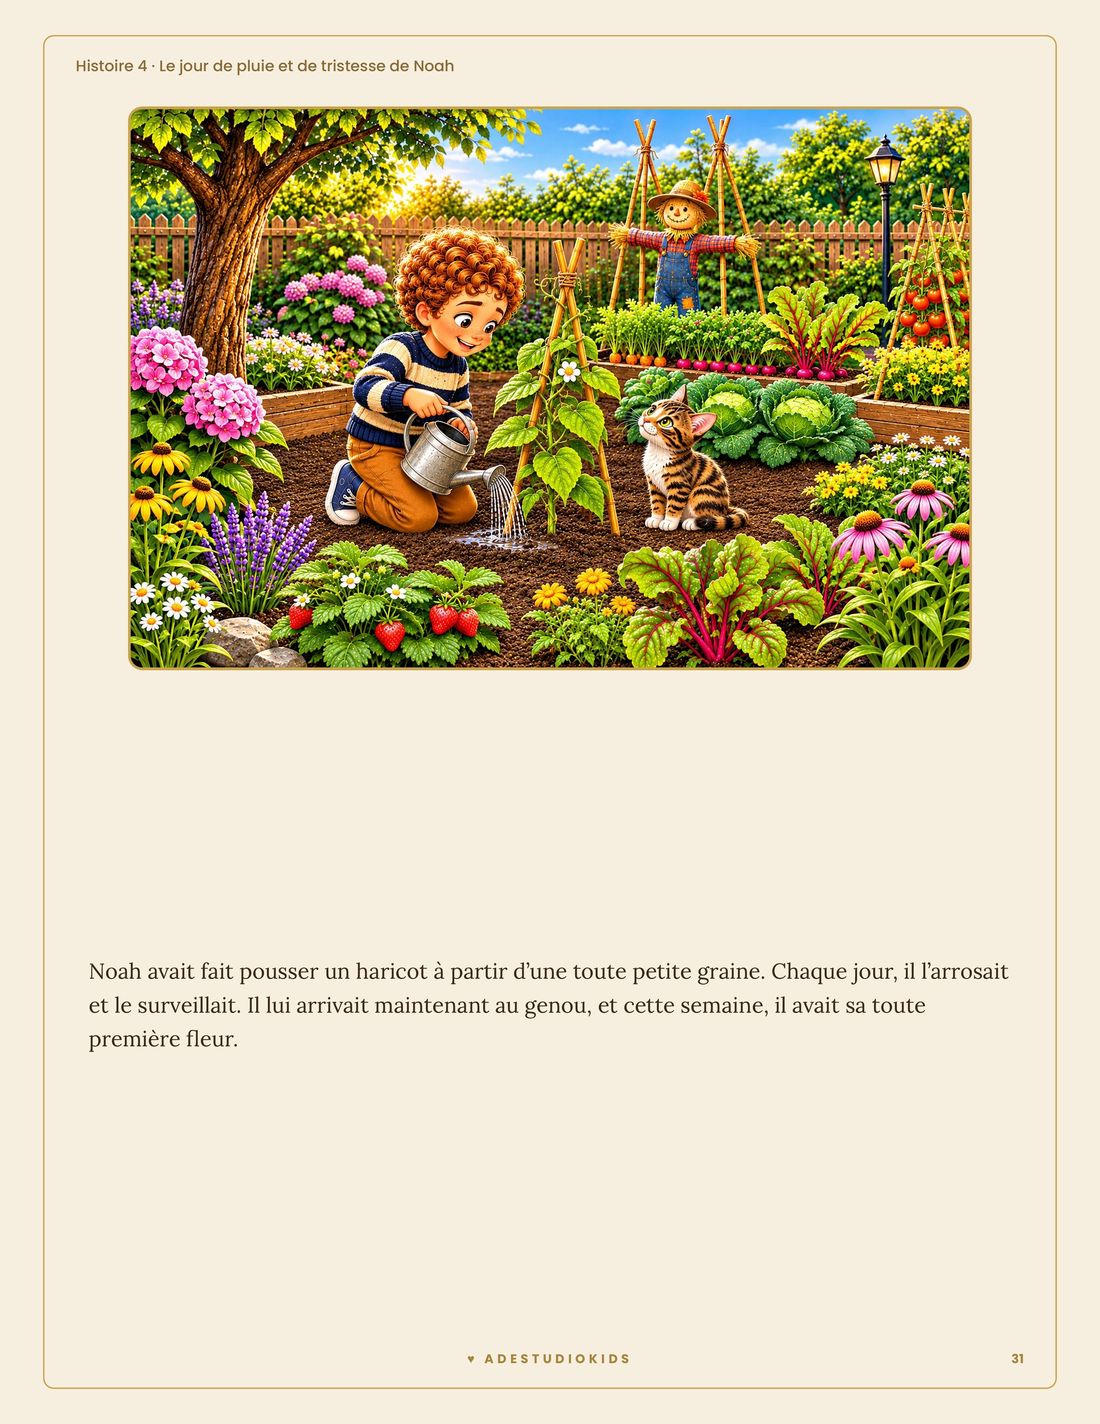 Histoire 4 · Le jour de pluie et de tristesse de Noah
Noah avait fait pousser un haricot à partir d’une toute petite graine. Chaque jour, il l’arrosait
et le surveillait. Il lui arrivait maintenant au genou, et cette semaine, il avait sa toute
première fleur.
♥ ADESTUDIOKIDS
31